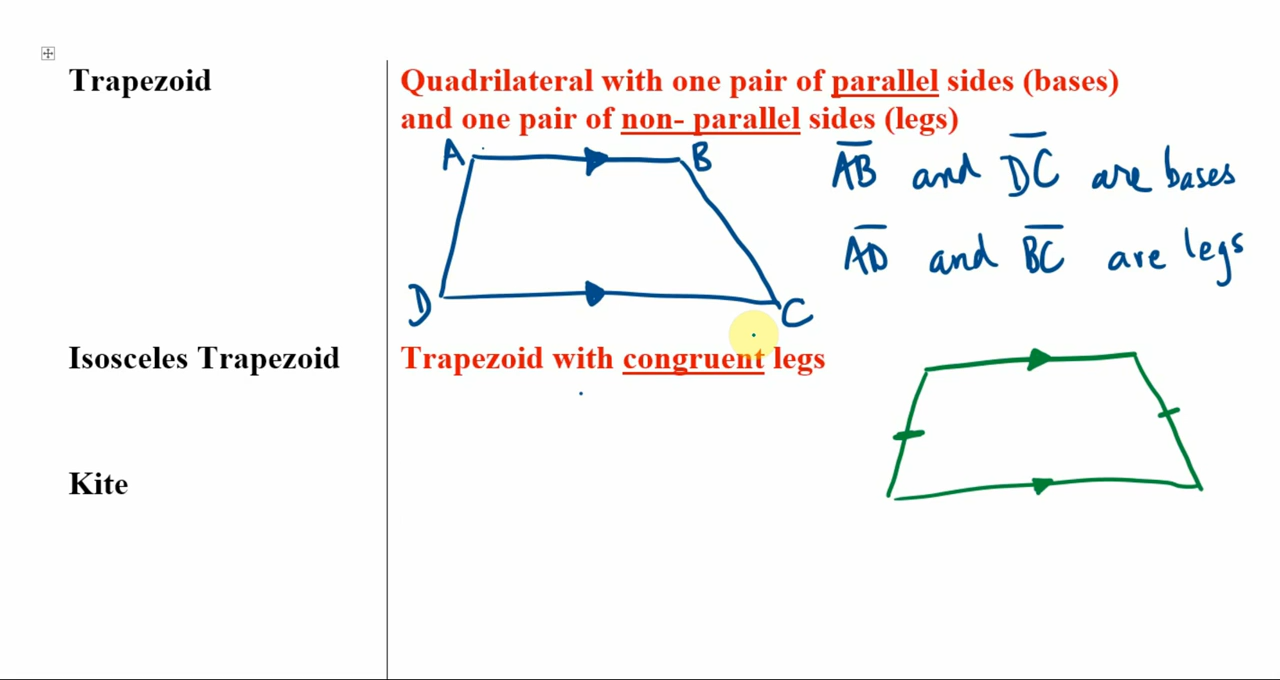 Trapezoid
Quadrilateral with one pair of parallel sides (bases)
and one pair of non- parallel sides (legs)
A
B
AB and DC are bases
AD and BC are legs
D
C
Isosceles Trapezoid
Trapezoid with congruent legs
Kite